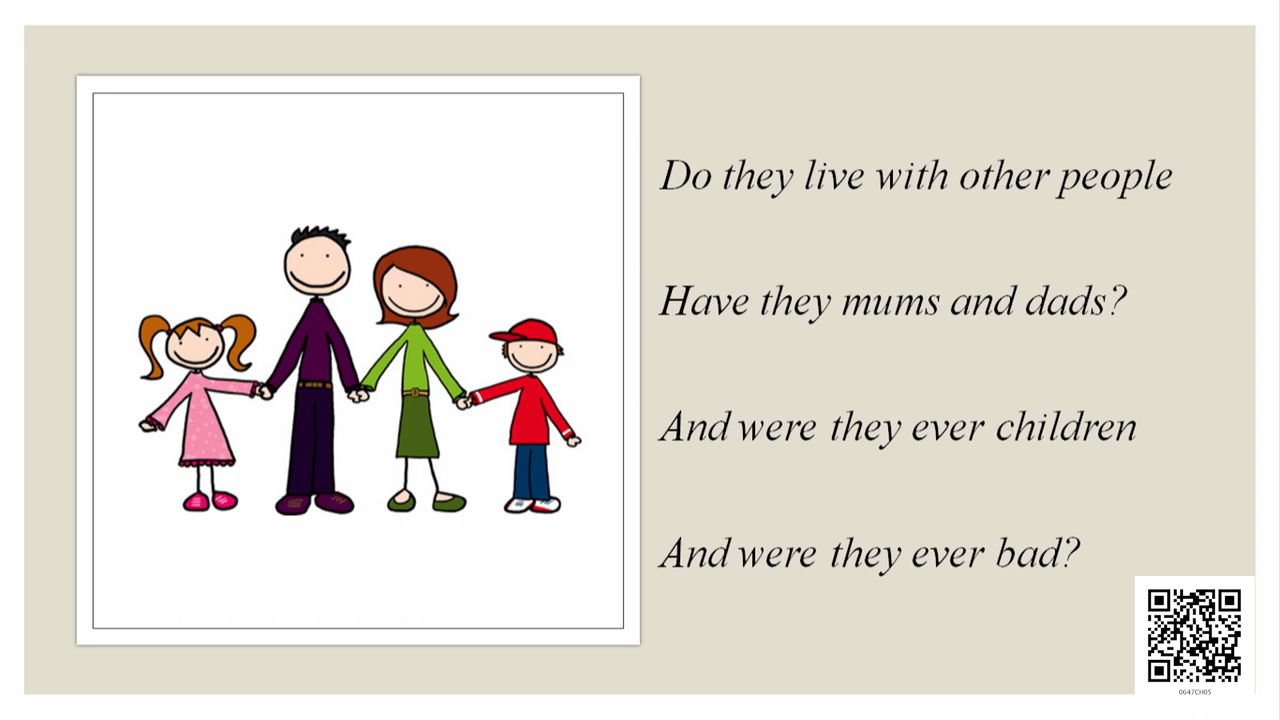 Do they live with other people
Have they mums and dads?
And were they ever children
And were they ever bad?
0647CH05